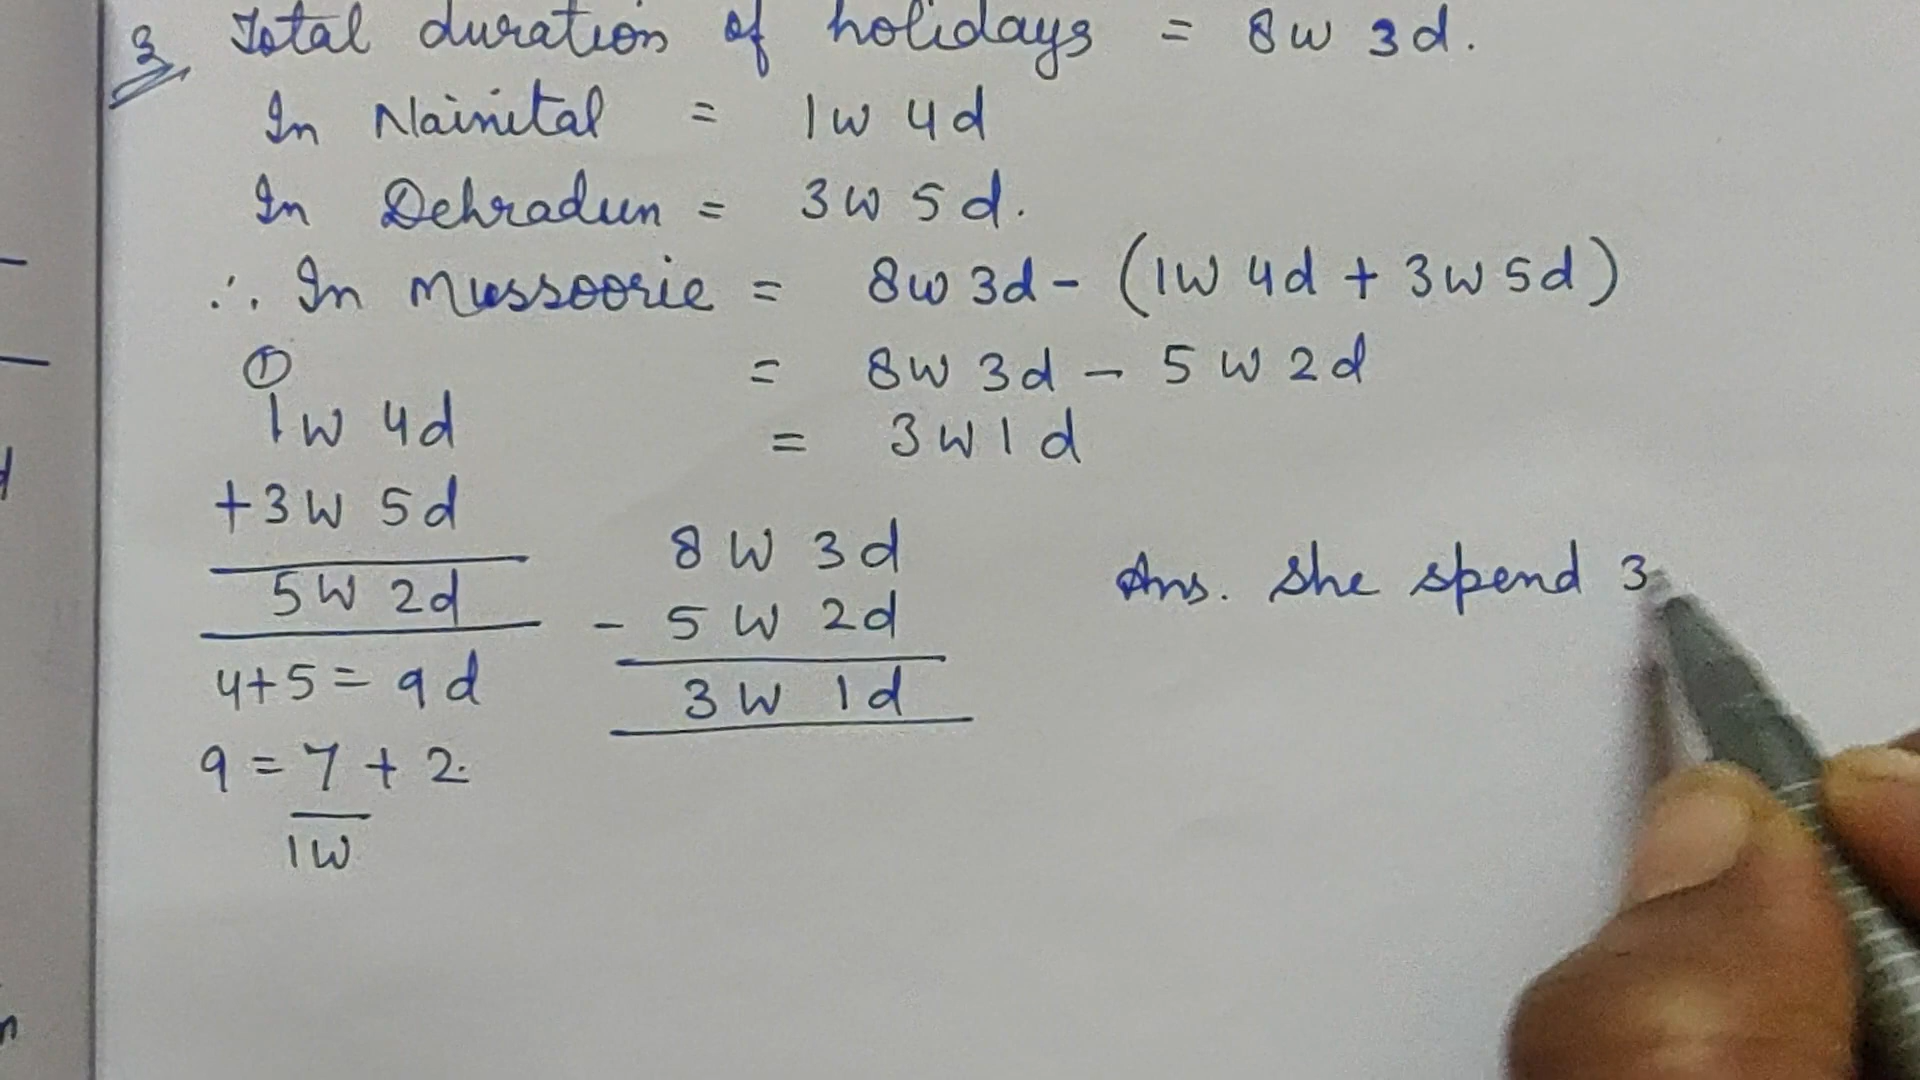 3 Total duration of holidays = 8w 3d.
In Nainital = 1w 4d
In Dehradun = 3w 5d.
∴ In Mussoorie = 8w 3d - (1w 4d + 3w 5d)
= 8w 3d - 5w 2d
= 3w 1d
①
1w 4d
+3w 5d
5w 2d
4+5= 9d
9 = 7 + 2.
1w
8w 3d
- 5w 2d
3w 1d
Ans. She spend 3